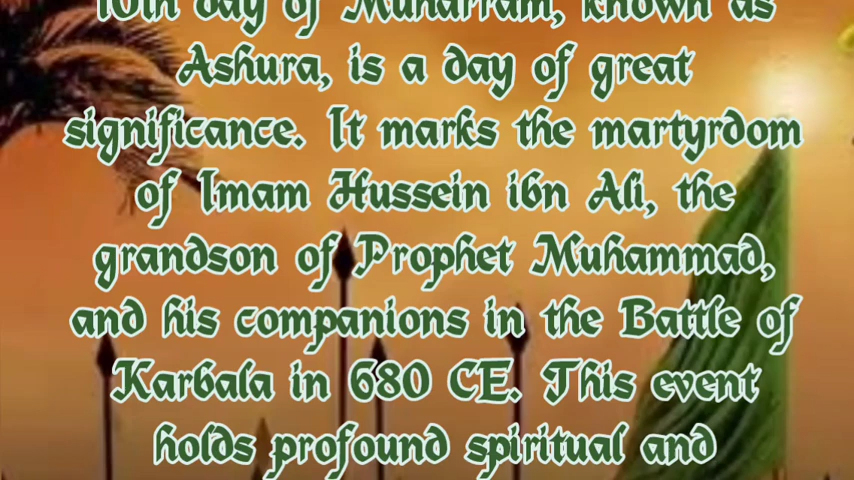 10th day of Muharram, known as
Ashura, is a day of great
significance. It marks the martyrdom
of Imam Hussein ibn Ali, the
grandson of Prophet Muhammad,
and his companions in the Battle of
Karbala in 680 CE. This event
holds profound spiritual and